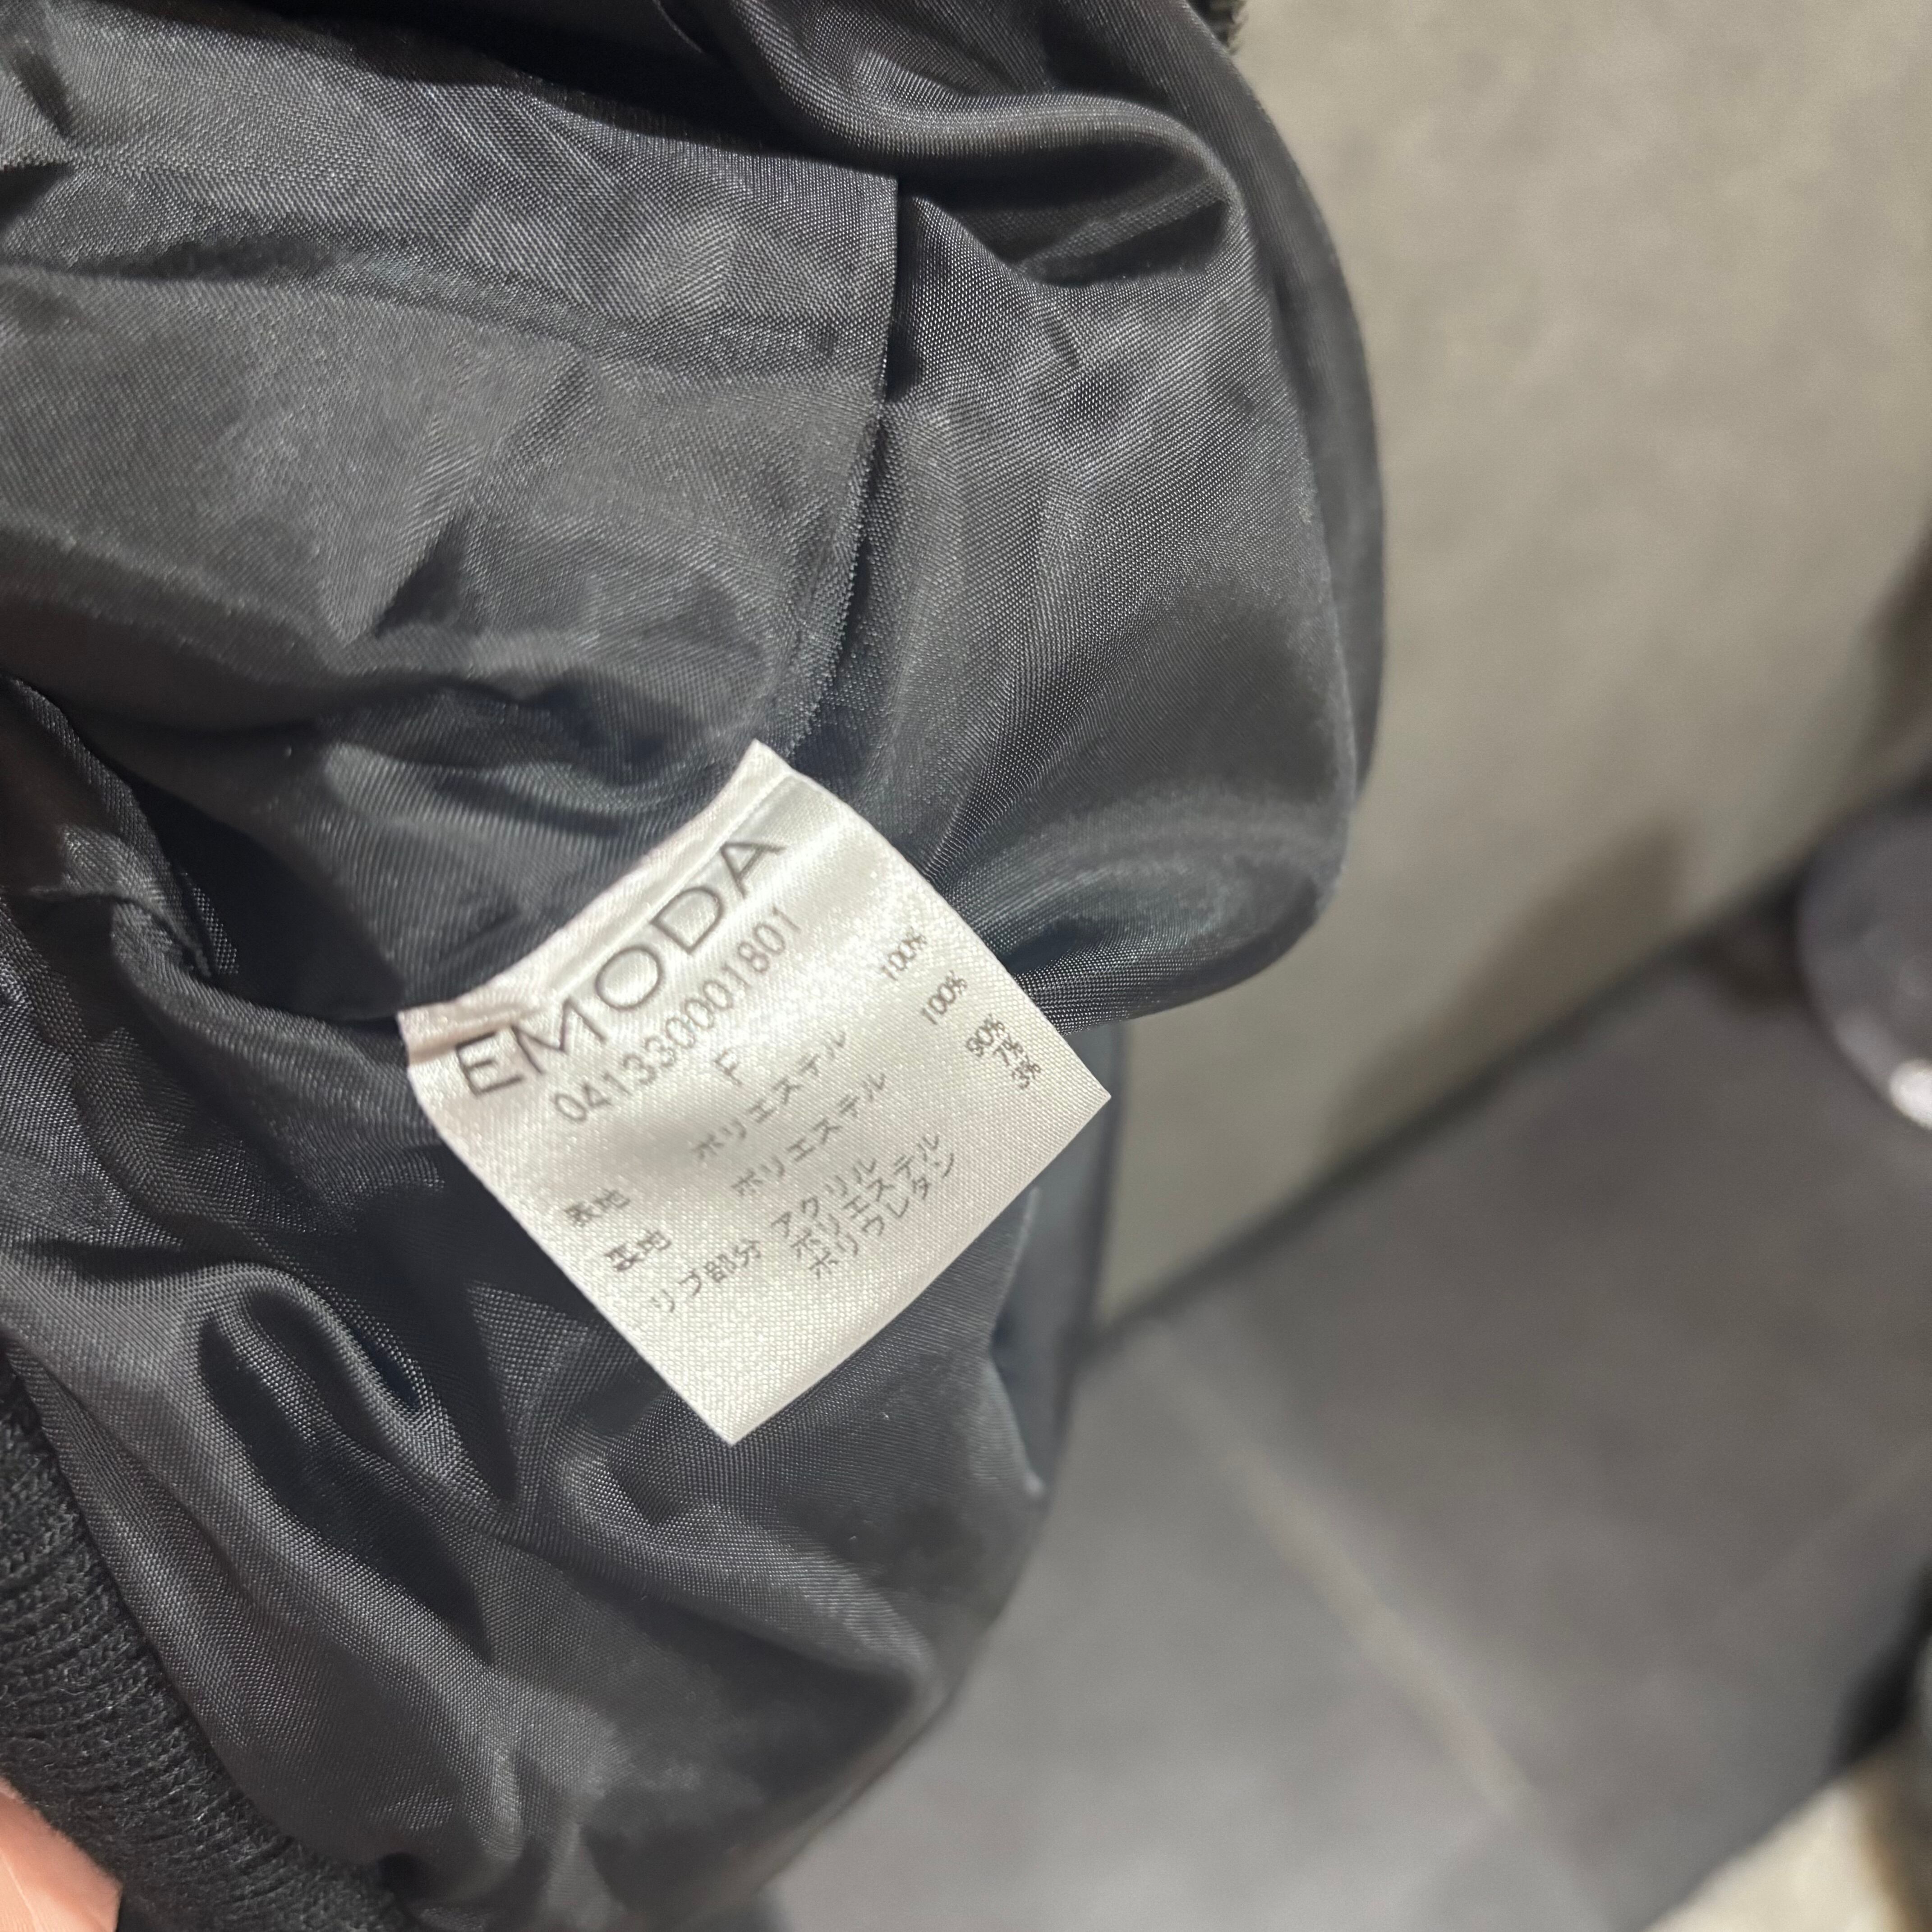 EMODA
041330001801
F
表地 ポリエステル 100%
裏地 ポリエステル 100%
リブ部分 アクリル 90%
ポリエステル 7%
ポリウレタン 3%